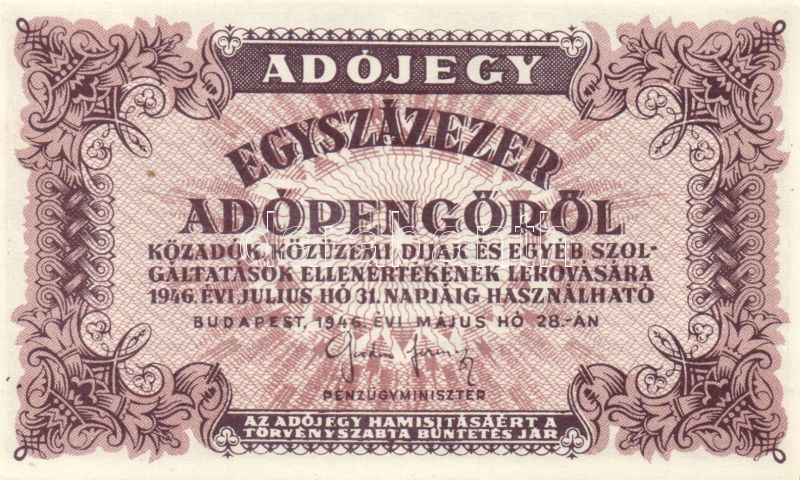 ADÓJEGY
EGYSZÁZEZER
ADÓPENGŐRŐL
KÖZADÓK, KÖZÜZEMI DIJAK ÉS EGYÉB SZOL-
GÁLTATÁSOK ELLENÉRTÉKÉNEK LEROVÁSÁRA
1946. ÉVI JULIUS HÓ 31. NAPJÁIG HASZNÁLHATÓ
BUDAPEST, 1946. ÉVI MÁJUS HÓ 28.-ÁN
PÉNZÜGYMINISZTER
AZ ADÓJEGY HAMISITÁSÁÉRT A
TÖRVÉNYSZABTA BÜNTETÉS JÁR